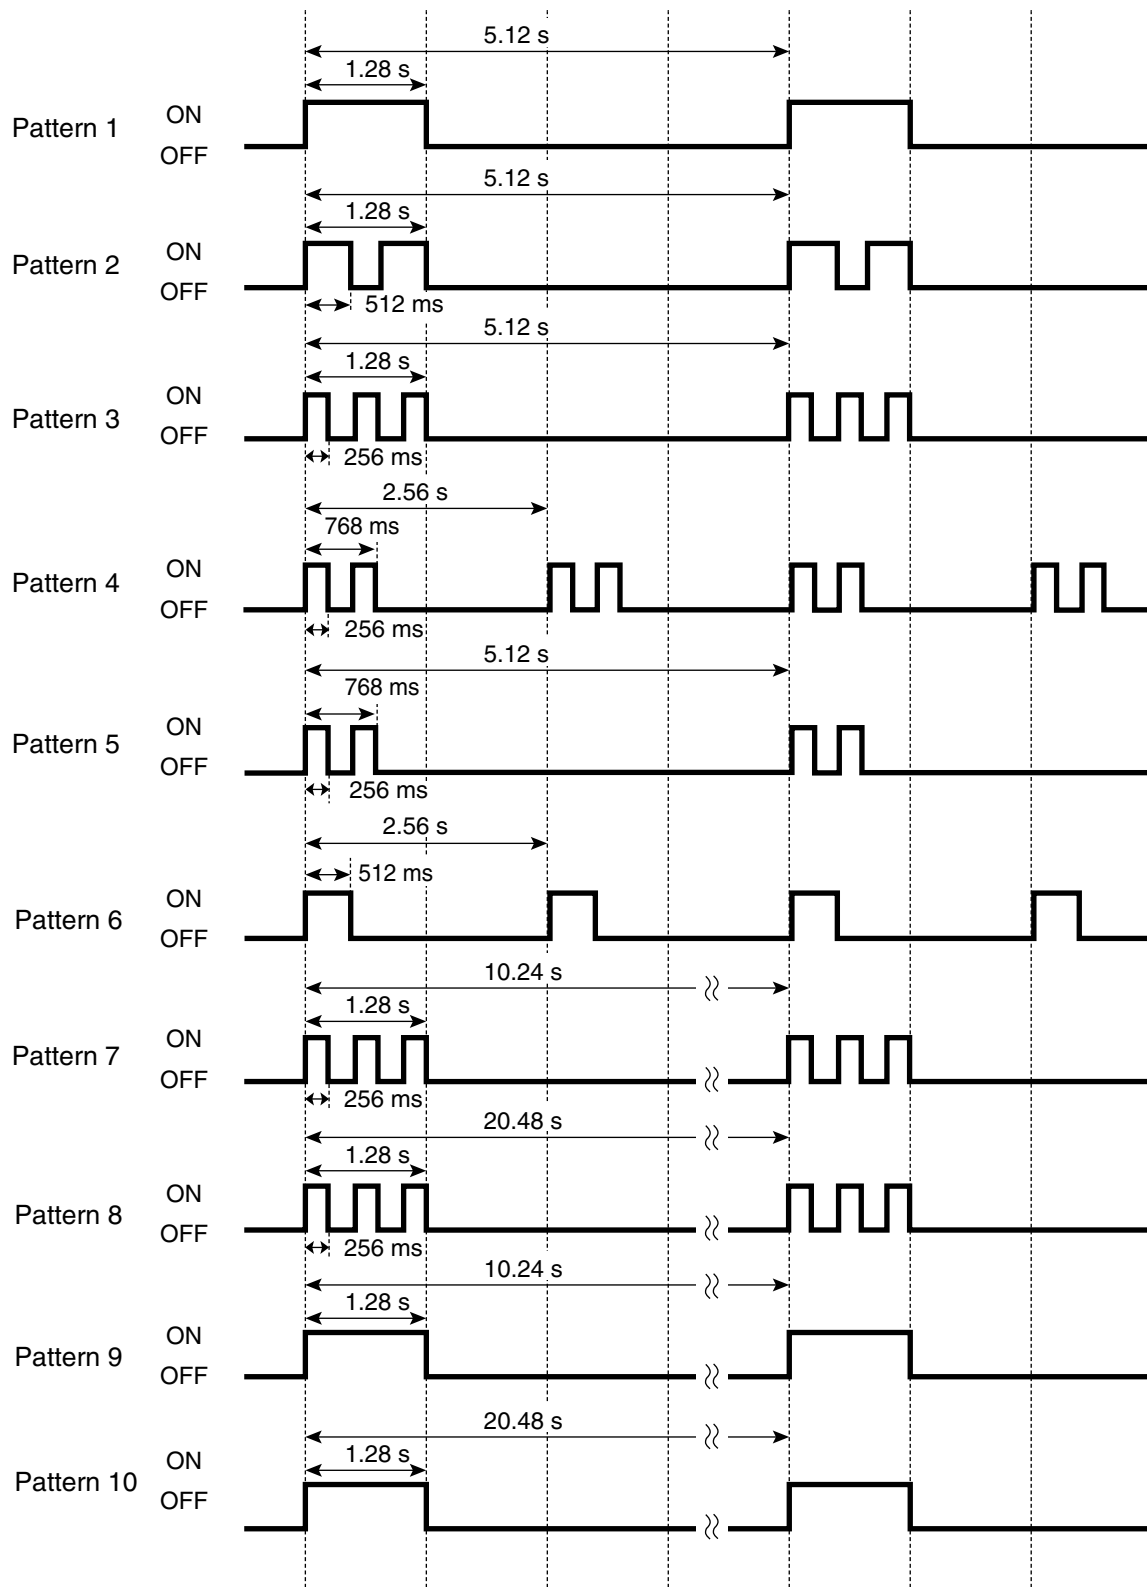 5.12 s
1.28 s
Pattern 1
ON
OFF
5.12 s
1.28 s
Pattern 2
ON
OFF
512 ms
5.12 s
1.28 s
Pattern 3
ON
OFF
256 ms
2.56 s
768 ms
Pattern 4
ON
OFF
256 ms
5.12 s
768 ms
Pattern 5
ON
OFF
256 ms
2.56 s
512 ms
Pattern 6
ON
OFF
10.24 s
1.28 s
Pattern 7
ON
OFF
256 ms
20.48 s
1.28 s
Pattern 8
ON
OFF
256 ms
10.24 s
1.28 s
Pattern 9
ON
OFF
20.48 s
1.28 s
Pattern 10
ON
OFF